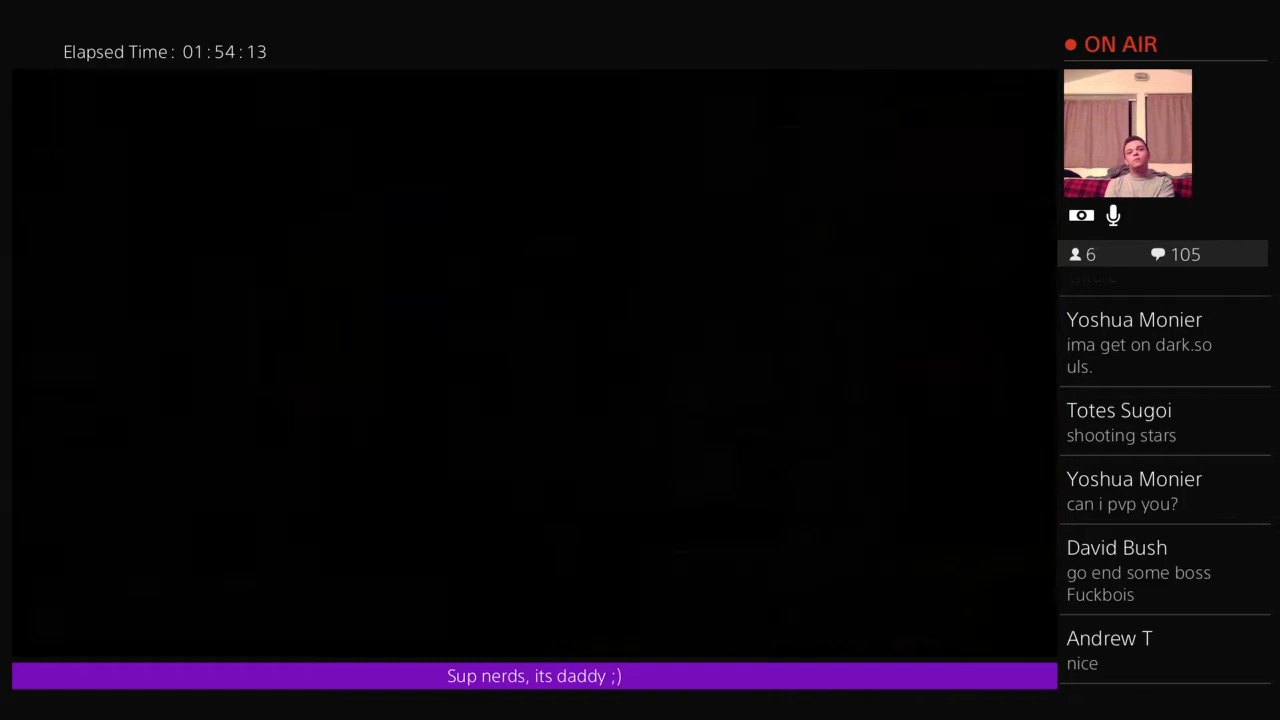 Elapsed Time: 01:54:13
ON AIR
6 105
Yoshua Monier
ima get on dark.so
uls.
Totes Sugoi
shooting stars
Yoshua Monier
can i pvp you?
David Bush
go end some boss
Fuckbois
Andrew T
nice
Sup nerds, its daddy ;)